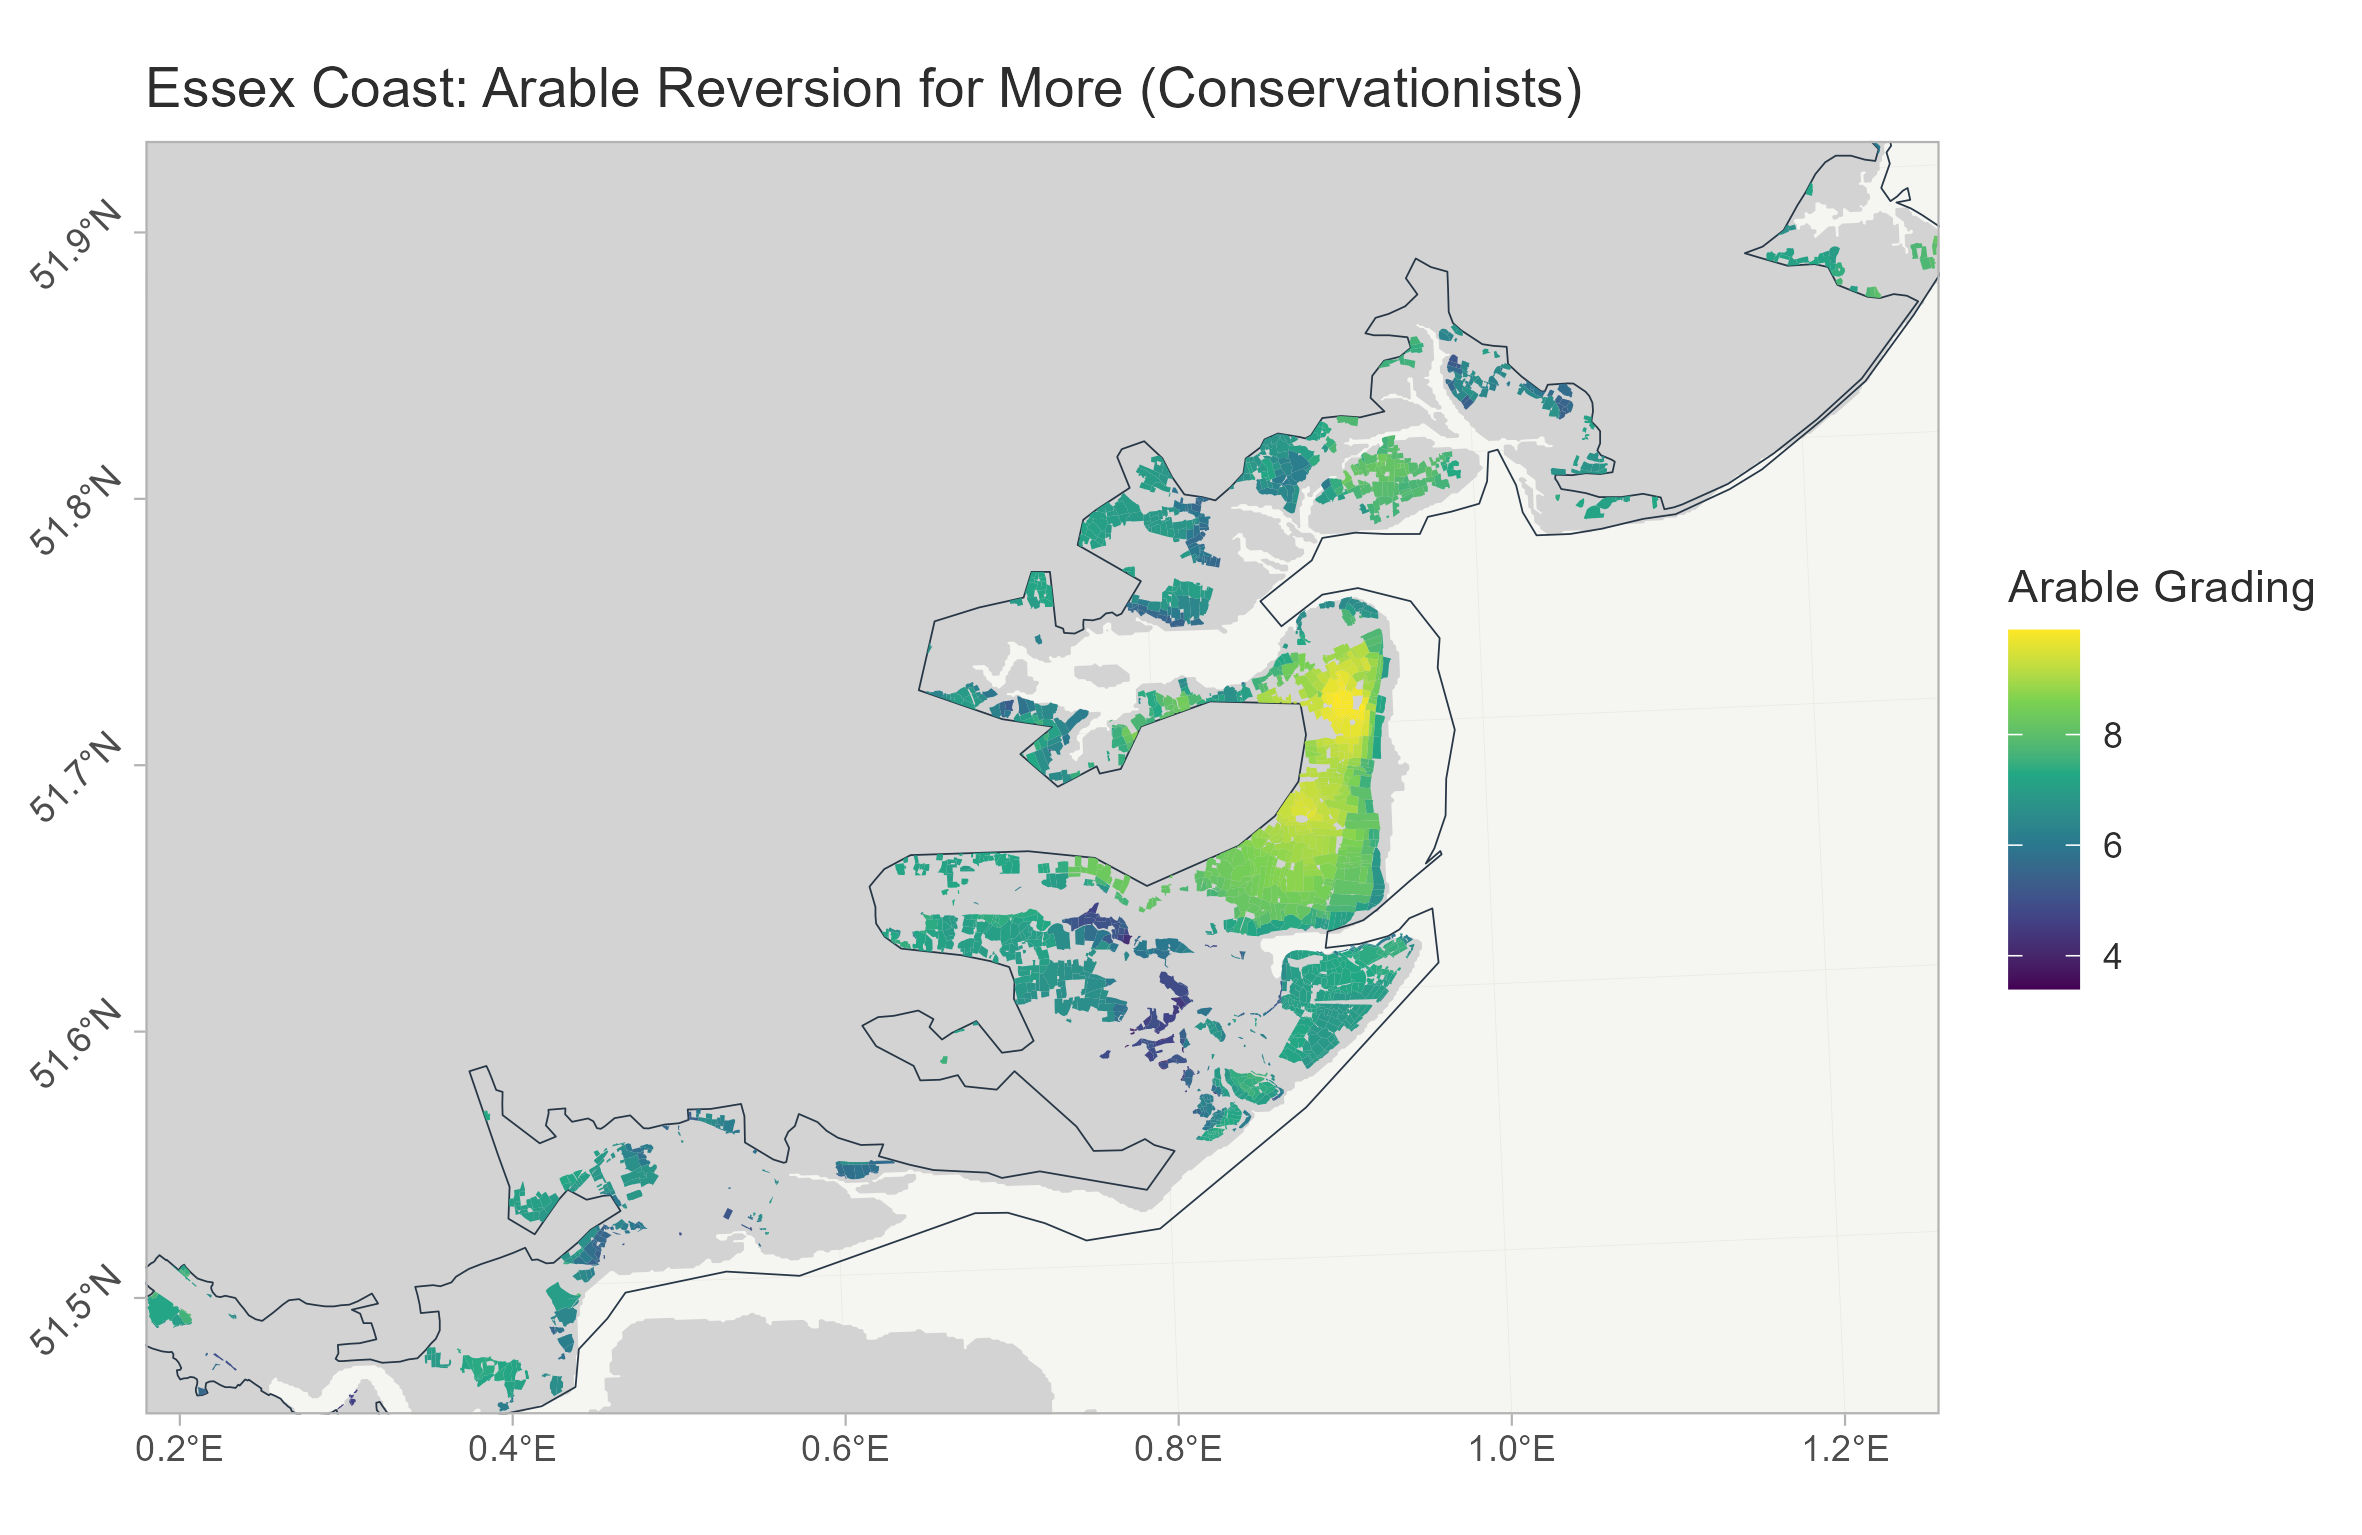 Essex Coast: Arable Reversion for More (Conservationists)
51.9°N
51.8°N
51.7°N
51.6°N
51.5°N
0.2°E
0.4°E
0.6°E
0.8°E
1.0°E
1.2°E
Arable Grading
8
6
4